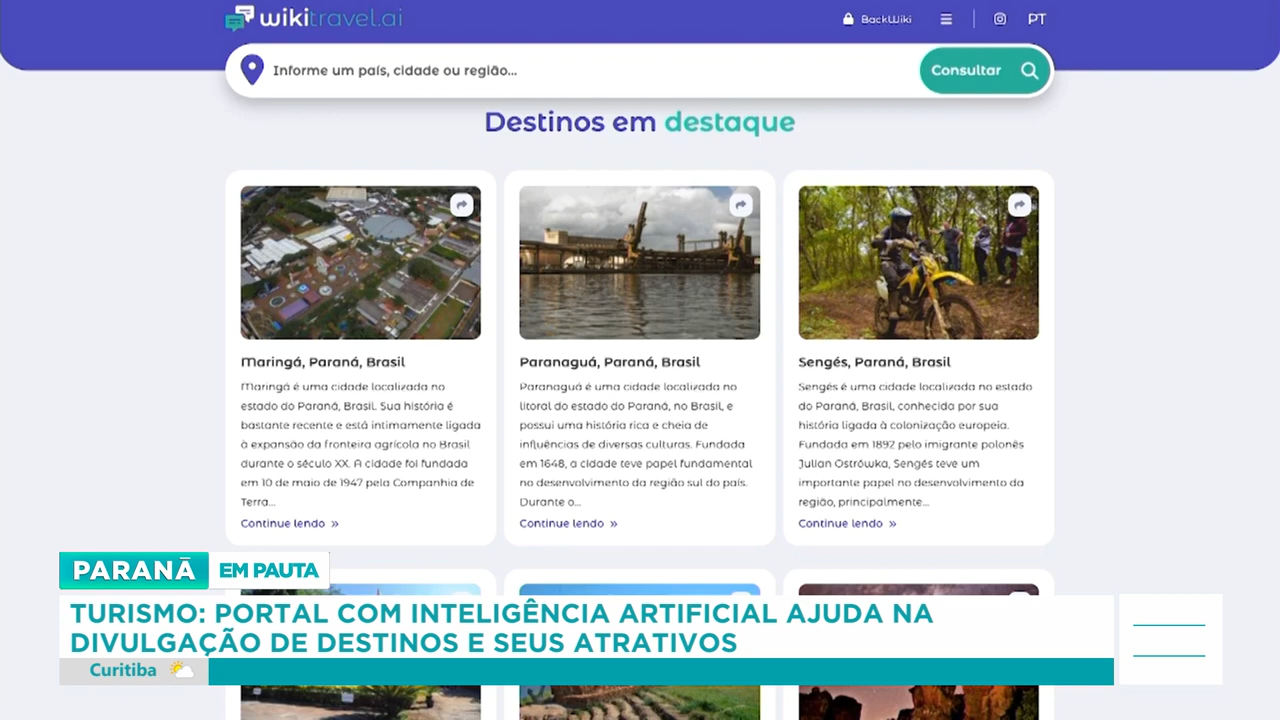 wikitravel.ai
BackWiki
PT
Informe um país, cidade ou região...
Consultar
Destinos em destaque
Maringá, Paraná, Brasil
Maringá é uma cidade localizada no
estado do Paraná, Brasil. Sua história é
bastante recente e está intimamente ligada
à expansão da fronteira agrícola no Brasil
durante o século XX. A cidade foi fundada
em 10 de maio de 1947 pela Companhia de
Terra...
Continue lendo »
Paranaguá, Paraná, Brasil
Paranaguá é uma cidade localizada no
litoral do estado do Paraná, no Brasil, e
possui uma história rica e cheia de
influências de diversas culturas. Fundada
em 1648, a cidade teve papel fundamental
no desenvolvimento da região sul do país.
Durante o...
Continue lendo »
Sengés, Paraná, Brasil
Sengés é uma cidade localizada no estado
do Paraná, Brasil, conhecida por sua
história ligada à colonização europeia.
Fundada em 1892 pelo imigrante polonês
Julian Ostrówka, Sengés teve um
importante papel no desenvolvimento da
região, principalmente...
Continue lendo »
PARANÁ EM PAUTA
TURISMO: PORTAL COM INTELIGÊNCIA ARTIFICIAL AJUDA NA
DIVULGAÇÃO DE DESTINOS E SEUS ATRATIVOS
Curitiba